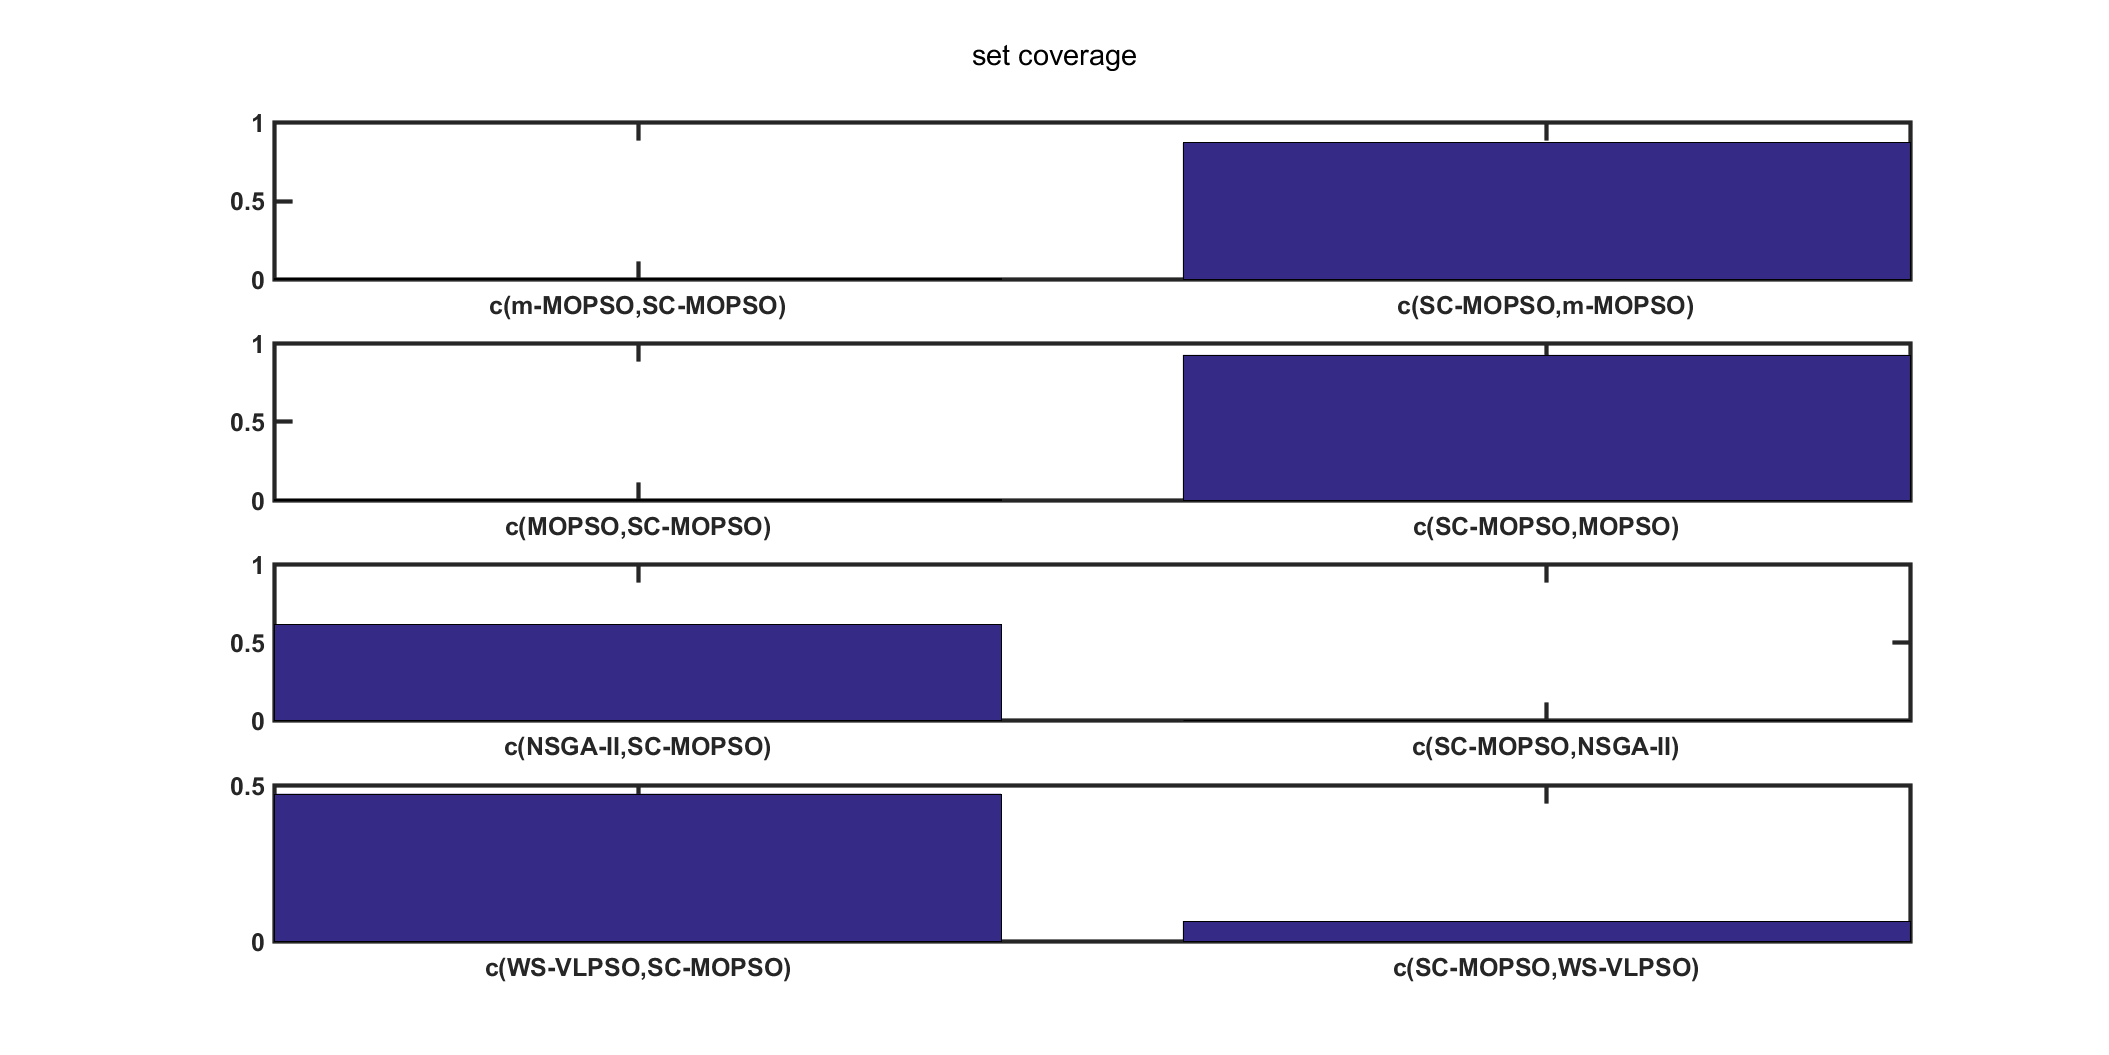 set coverage
1
0.5
0
c(m-MOPSO,SC-MOPSO) c(SC-MOPSO,m-MOPSO)
1
0.5
0
c(MOPSO,SC-MOPSO) c(SC-MOPSO,MOPSO)
1
0.5
0
c(NSGA-II,SC-MOPSO) c(SC-MOPSO,NSGA-II)
0.5
0
c(WS-VLPSO,SC-MOPSO) c(SC-MOPSO,WS-VLPSO)